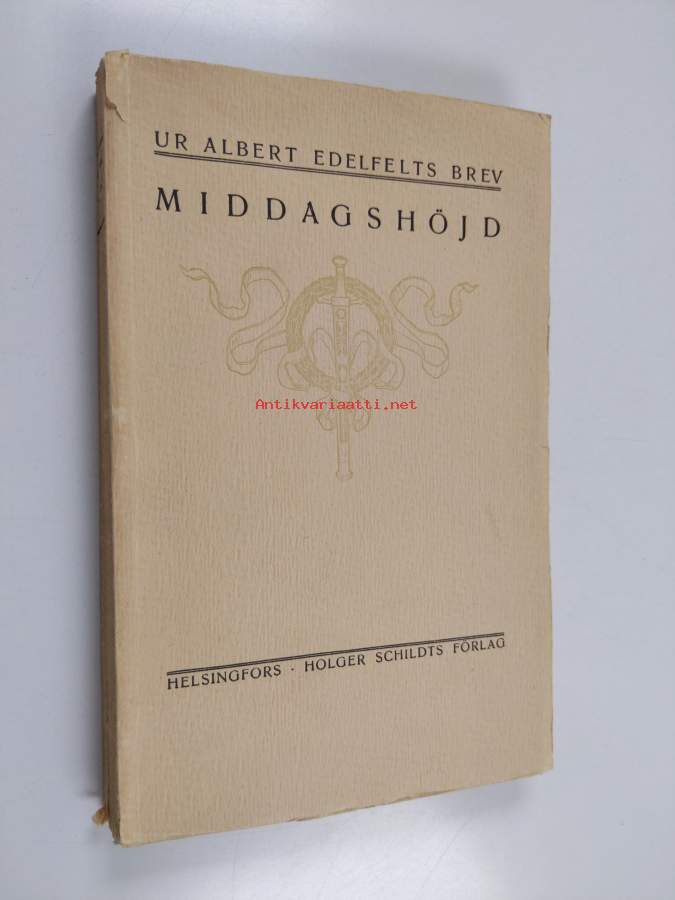 UR ALBERT EDELFELTS BREV
MIDDAGSHÖJD
Antikvariaatti.net
HELSINGFORS · HOLGER SCHILDTS FÖRLAG